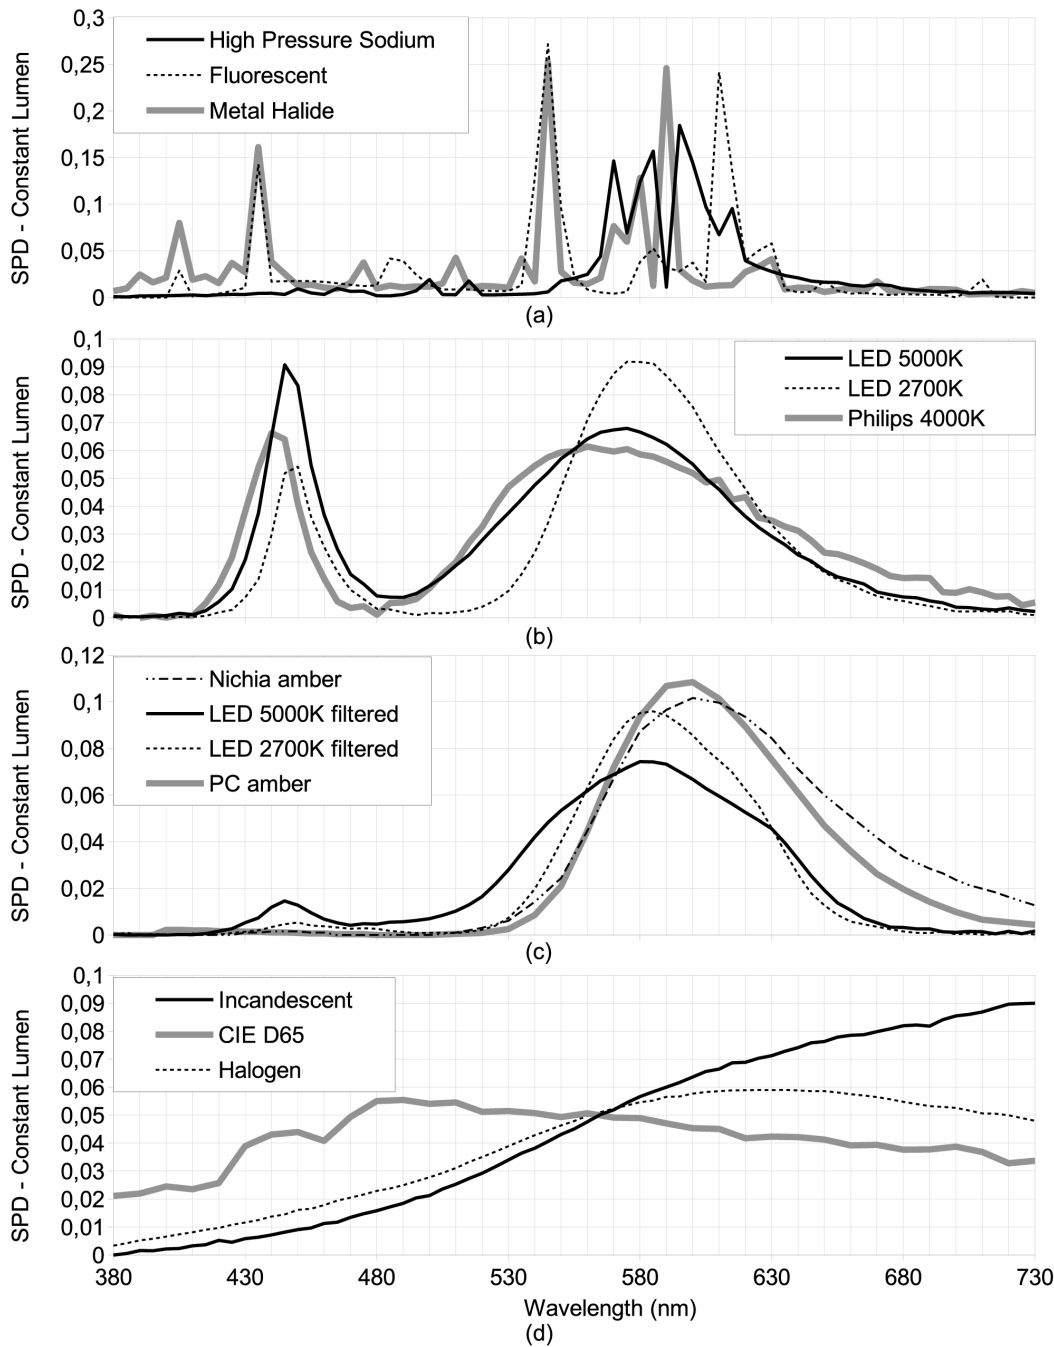 0,3
0,25
0,2
0,15
0,1
0.05
0
SPD - Constant Lumen
High Pressure Sodium
Fluorescent
Metal Halide
(a)
0,1
0,09
0,08
0,07
0,06
0,05
0,04
0,03
0,02
0,01
0
SPD - Constant Lumen
LED 5000K
LED 2700K
Philips 4000K
(b)
0,12
0,1
0,08
0,06
0,04
0,02
0
SPD - Constant Lumen
Nichia amber
LED 5000K filtered
LED 2700K filtered
PC amber
(c)
0,1
0,09
0,08
0,07
0,06
0,05
0,04
0,03
0,02
0,01
0
SPD - Constant Lumen
Incandescent
CIE D65
Halogen
380 430 480 530 580 630 680 730
Wavelength (nm)
(d)